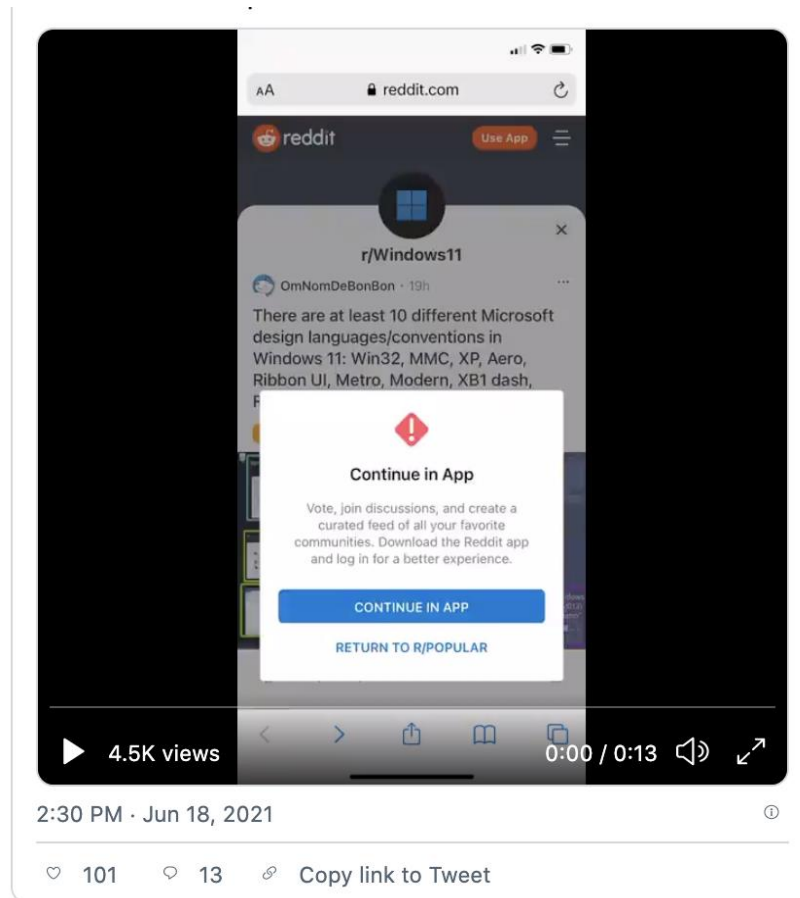 AA reddit.com
reddit Use App
r/Windows11
OmNomDeBonBon · 19h ...
There are at least 10 different Microsoft
design languages/conventions in
Windows 11: Win32, MMC, XP, Aero,
Ribbon UI, Metro, Modern, XB1 dash,
Continue in App
Vote, join discussions, and create a
curated feed of all your favorite
communities. Download the Reddit app
and log in for a better experience.
CONTINUE IN APP
RETURN TO R/POPULAR
4.5K views 0:00 / 0:13
2:30 PM · Jun 18, 2021
101 13 Copy link to Tweet